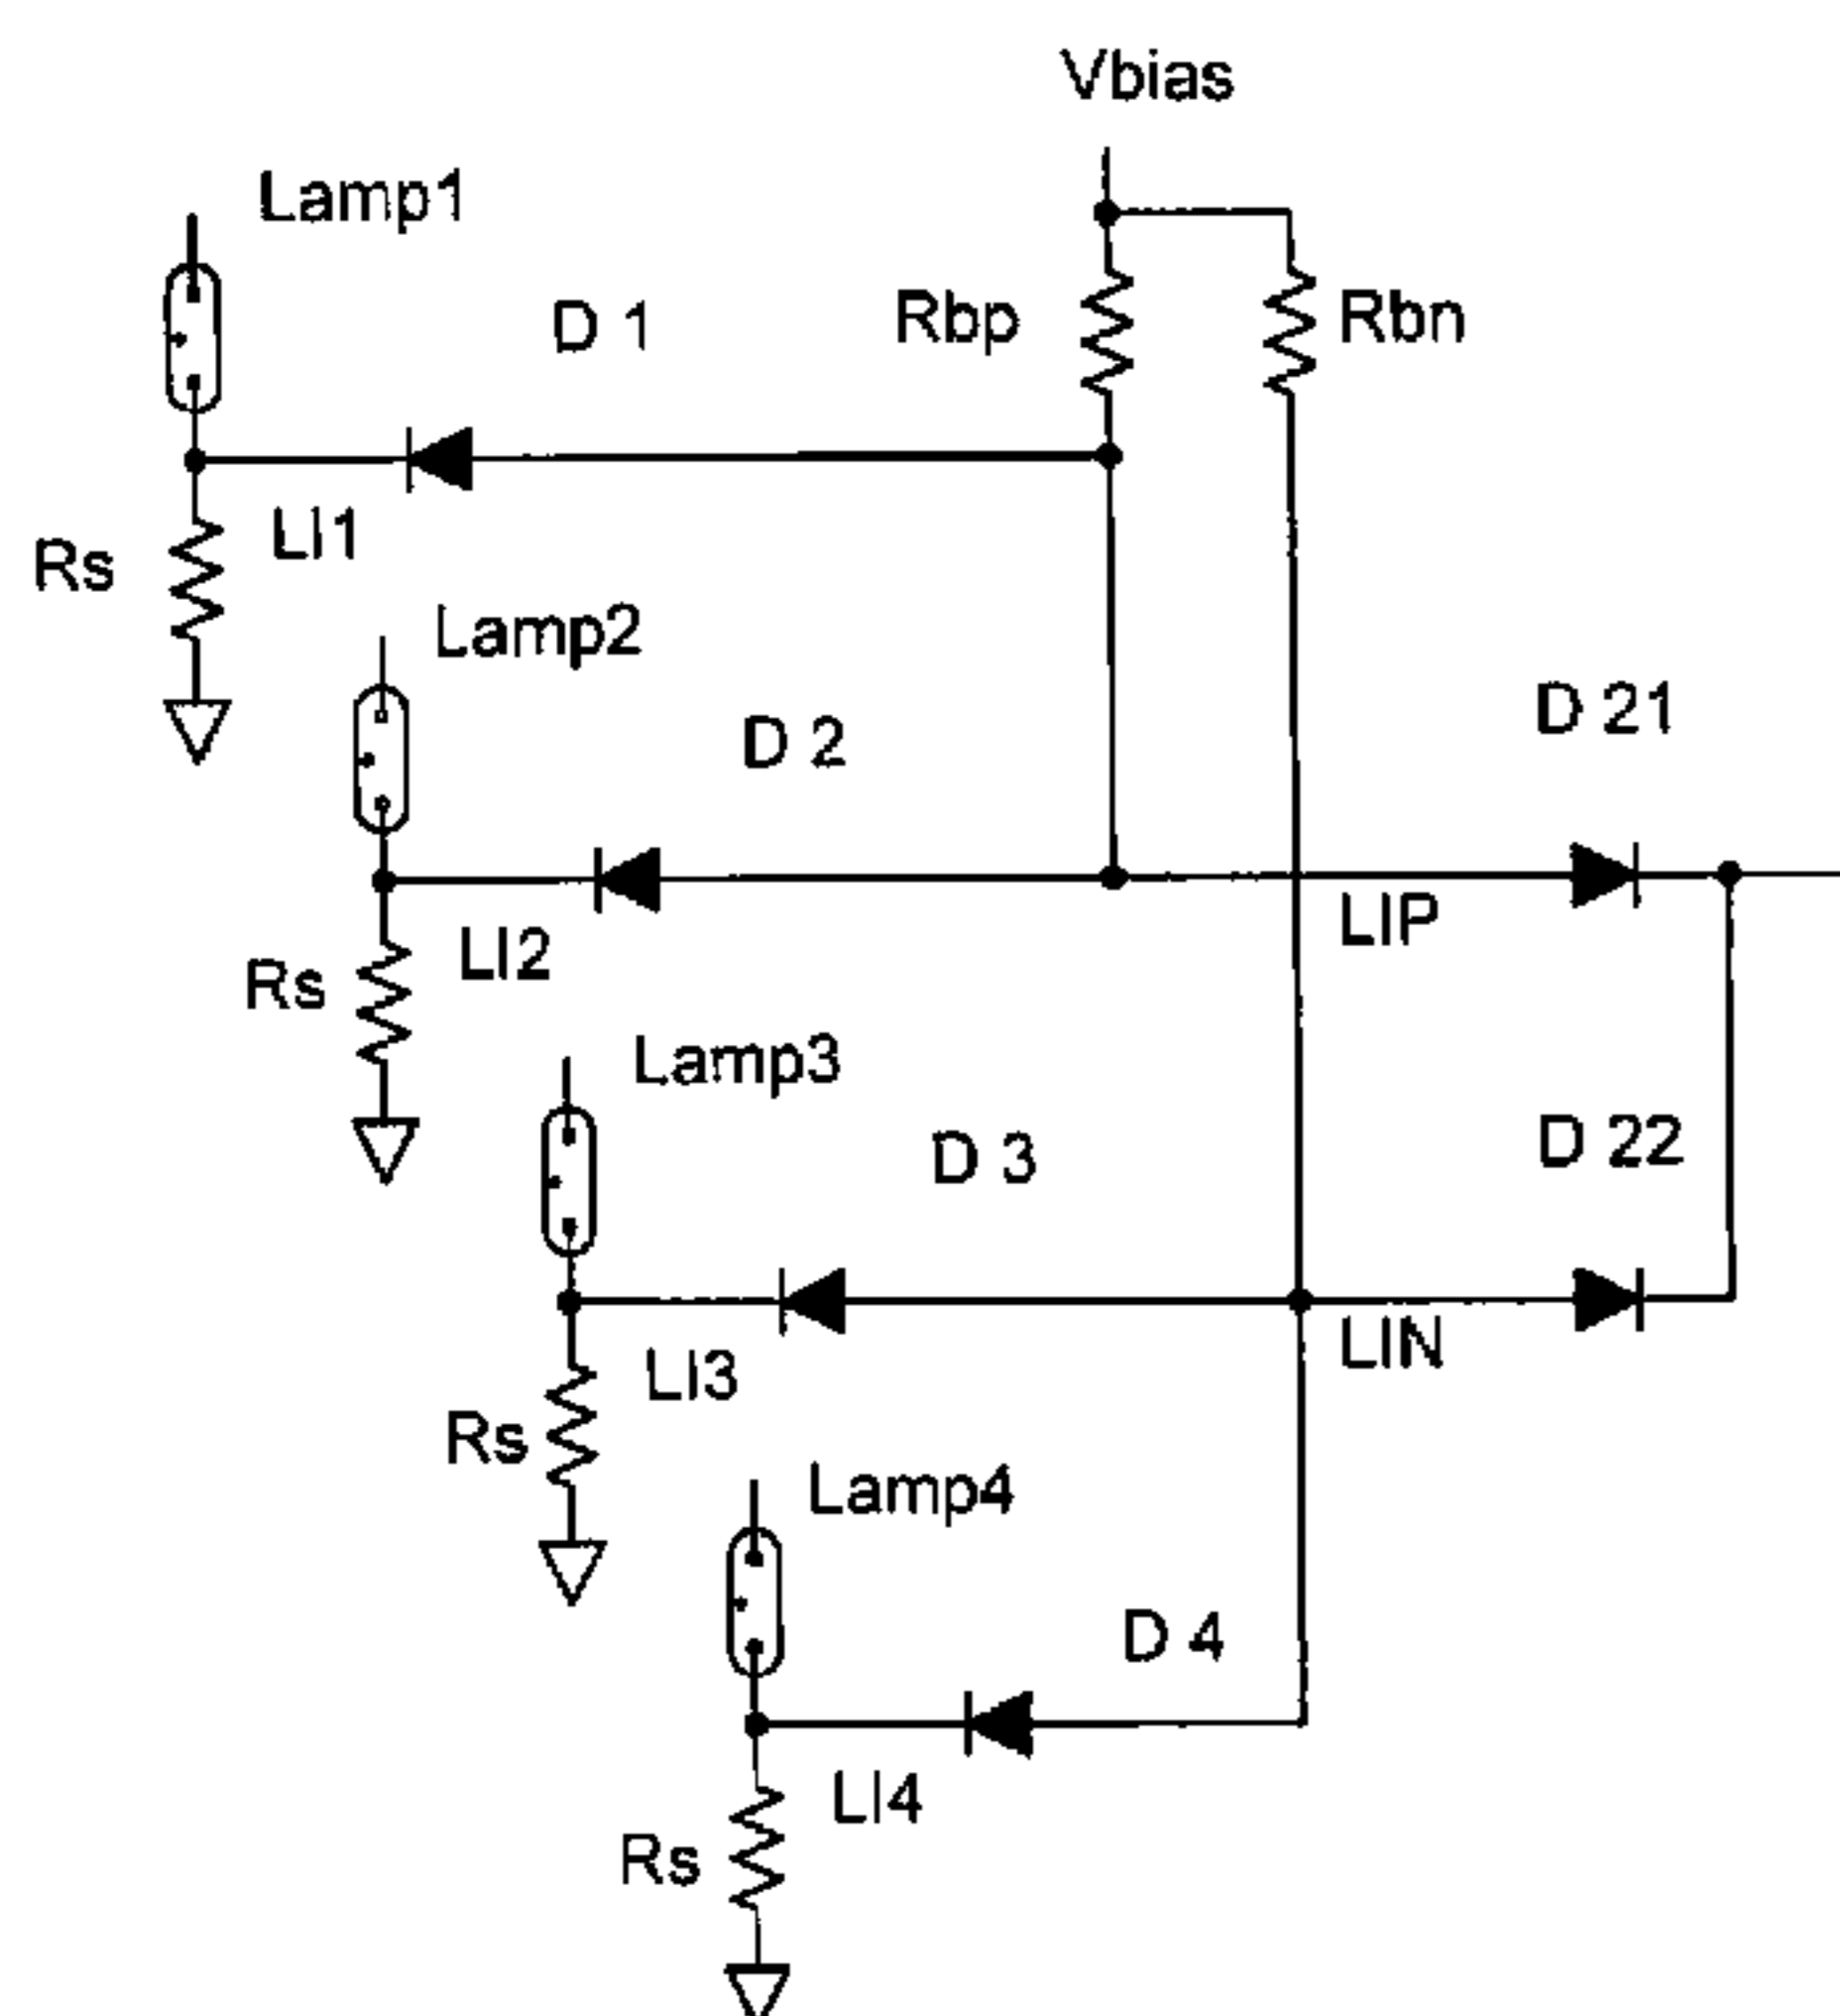 Vbias
Lamp1
D 1
Rbp
Rbn
LI1
Rs
Lamp2
D 21
D 2
LIP
LI2
Rs
Lamp3
D 22
D 3
LIN
LI3
Rs
Lamp4
D 4
LI4
Rs